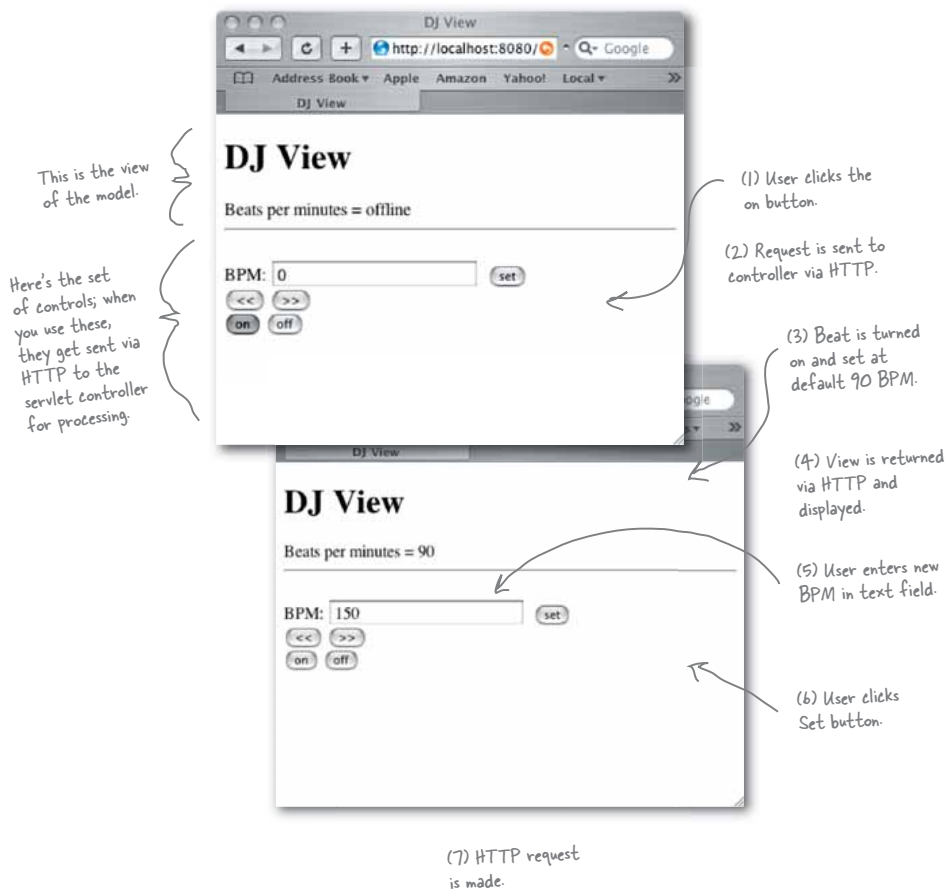 DJ View
http://localhost:8080/
Google
Address Book
Apple
Amazon
Yahoo!
Local
DJ View
This is the view
of the model.
DJ View
Beats per minutes = offline
(1) User clicks the
on button.
(2) Request is sent to
controller via HTTP.
Here's the set
of controls; when
you use these,
they get sent via
HTTP to the
servlet controller
for processing.
BPM: 0 set
<< >>
on off
(3) Beat is turned
on and set at
default 90 BPM.
ogle
DJ View
(4) View is returned
via HTTP and
displayed.
DJ View
Beats per minutes = 90
(5) User enters new
BPM in text field.
BPM: 150 set
<< >>
on off
(6) User clicks
Set button.
(7) HTTP request
is made.